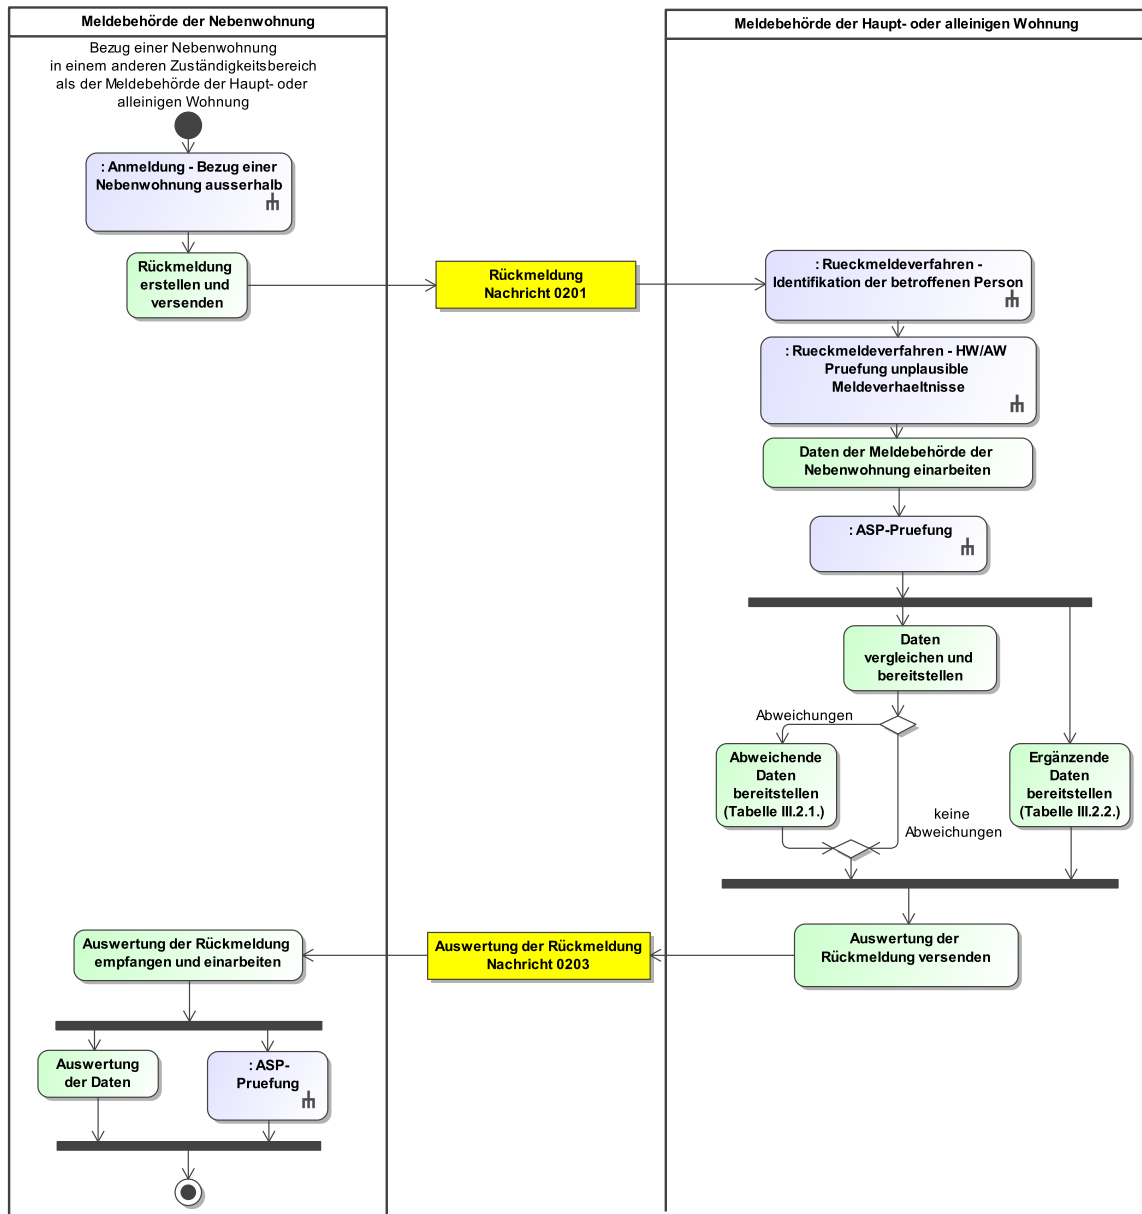 Meldebehörde der Nebenwohnung
Meldebehörde der Haupt- oder alleinigen Wohnung
Bezug einer Nebenwohnung
in einem anderen Zuständigkeitsbereich
als der Meldebehörde der Haupt- oder
alleinigen Wohnung
: Anmeldung - Bezug einer
Nebenwohnung ausserhalb
Rückmeldung
erstellen und
versenden
Rückmeldung
Nachricht 0201
: Rueckmeldeverfahren -
Identifikation der betroffenen Person
: Rueckmeldeverfahren - HW/AW
Pruefung unplausible
Meldeverhaeltnisse
Daten der Meldebehörde der
Nebenwohnung einarbeiten
: ASP-Pruefung
Daten
vergleichen und
bereitstellen
Abweichungen
Abweichende
Daten
bereitstellen
(Tabelle III.2.1.)
keine
Abweichungen
Ergänzende
Daten
bereitstellen
(Tabelle III.2.2.)
Auswertung der
Rückmeldung versenden
Auswertung der Rückmeldung
Nachricht 0203
Auswertung der Rückmeldung
empfangen und einarbeiten
Auswertung
der Daten
: ASP-
Pruefung